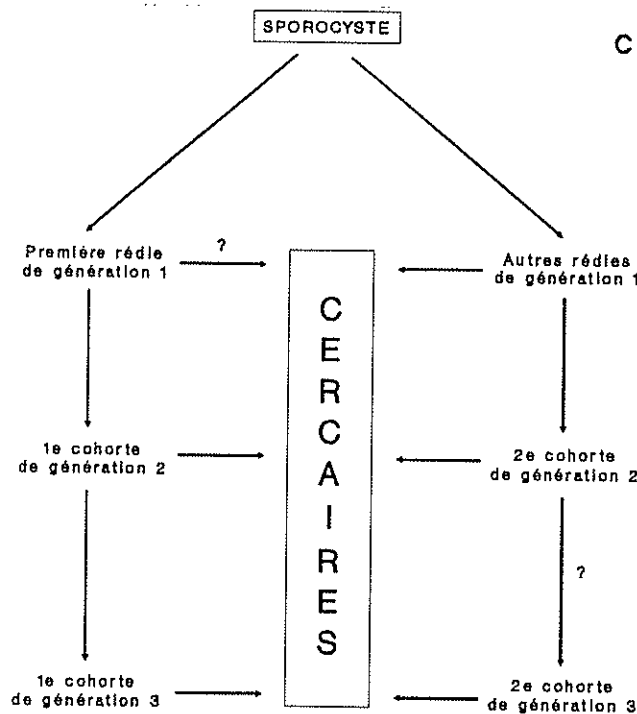 SPOROCYSTE
C
Première rédie
de génération 1
?
Autres rédies
de génération 1
CERCAIRES
1e cohorte
de génération 2
2e cohorte
de génération 2
?
1e cohorte
de génération 3
2e cohorte
de génération 3